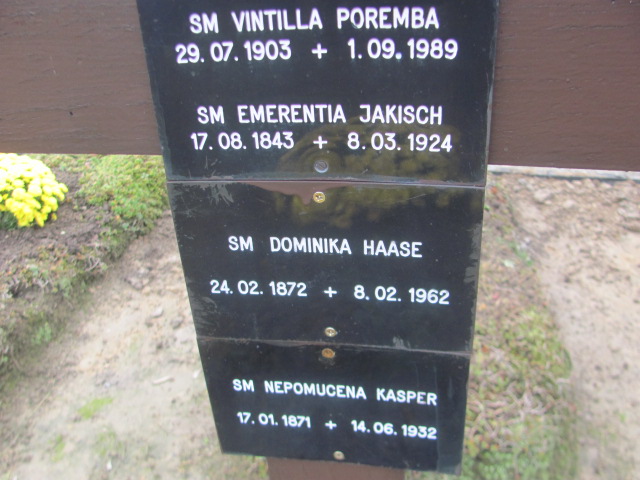 SM VINTILLA POREMBA
29.07.1903 + 1.09.1989
SM EMERENTIA JAKISCH
17.08.1843 + 8.03.1924
SM DOMINIKA HAASE
24.02.1872 + 8.02.1962
SM NEPOMUCENA KASPER
17.01.1871 + 14.06.1932